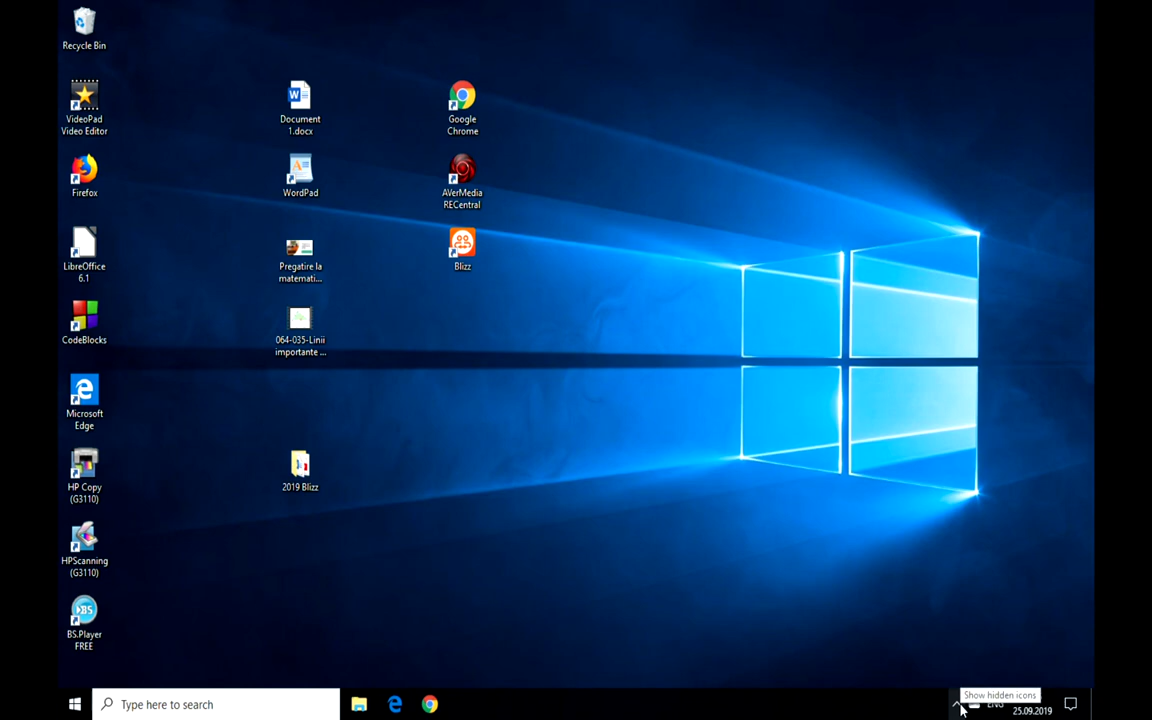 Recycle Bin
VideoPad
Video Editor
Document
1.docx
Google
Chrome
Firefox
WordPad
AVerMedia
RECentral
LibreOffice
6.1
Pregatire la
matemati...
Blizz
CodeBlocks
064-035-Linii
importante ...
Microsoft
Edge
HP Copy
(G3110)
2019 Blizz
HPScanning
(G3110)
BS.Player
FREE
Type here to search
Show hidden icons
ENG
25.09.2019